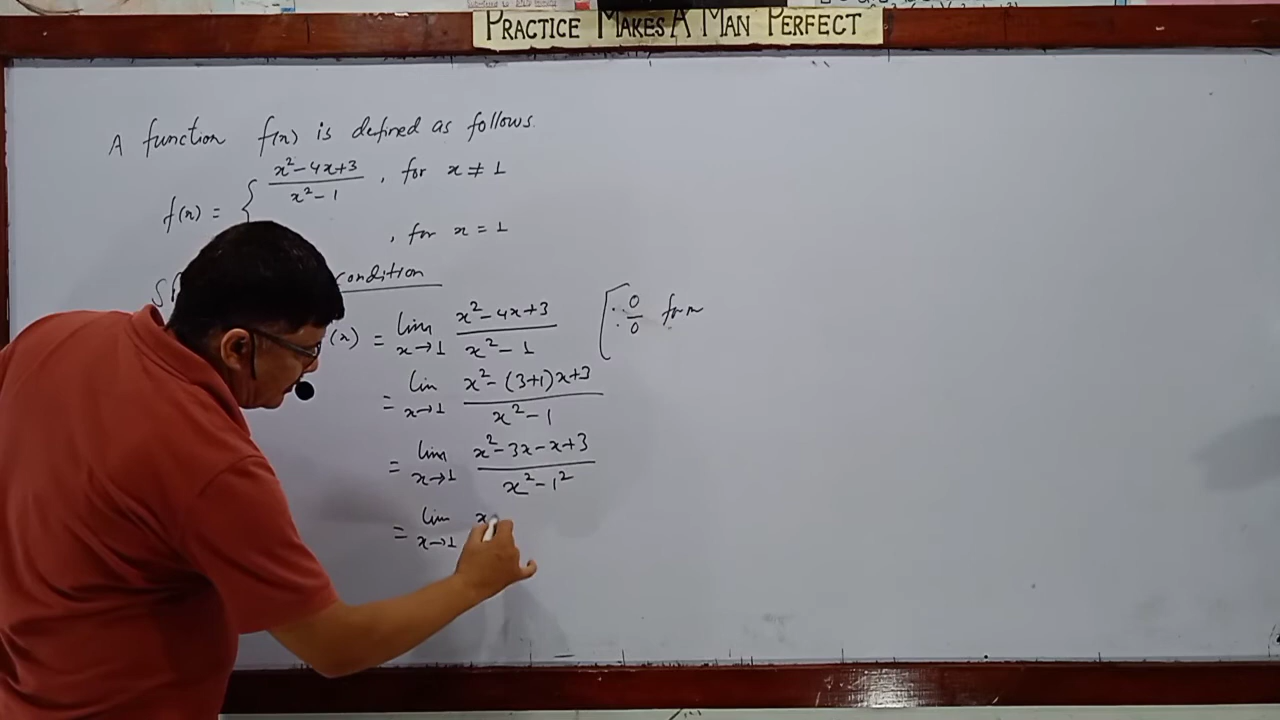 PRACTICE MAKES A MAN PERFECT
A function f(x) is defined as follows.
f(x) = { x²-4x+3 / x²-1 , for x ≠ 1
, for x = 1
condition
(x) = lim x→1 x²-4x+3 / x²-1 [∵ 0/0 form
= lim x→1 x²-(3+1)x+3 / x²-1
= lim x→1 x²-3x-x+3 / x²-1²
= lim x→1 x